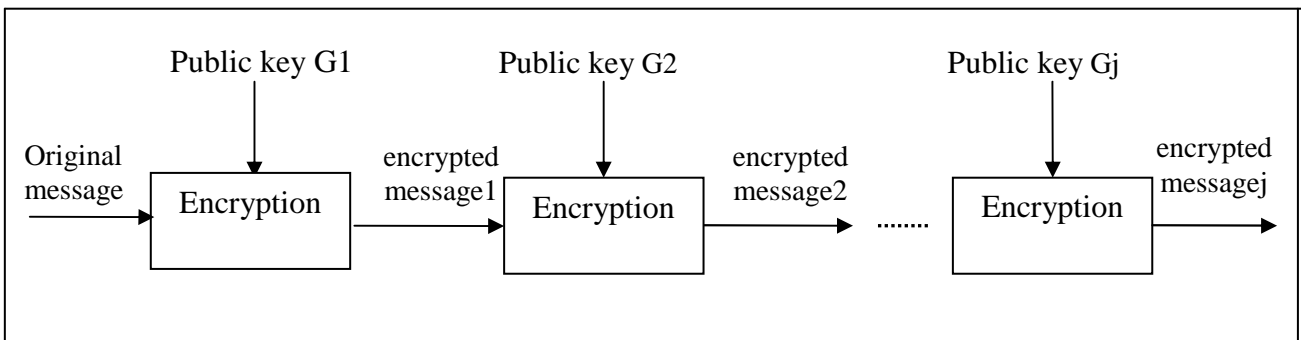 Public key G1
Public key G2
Public key Gj
Original
message
encrypted
message1
encrypted
message2
encrypted
messagej
Encryption
Encryption
........
Encryption